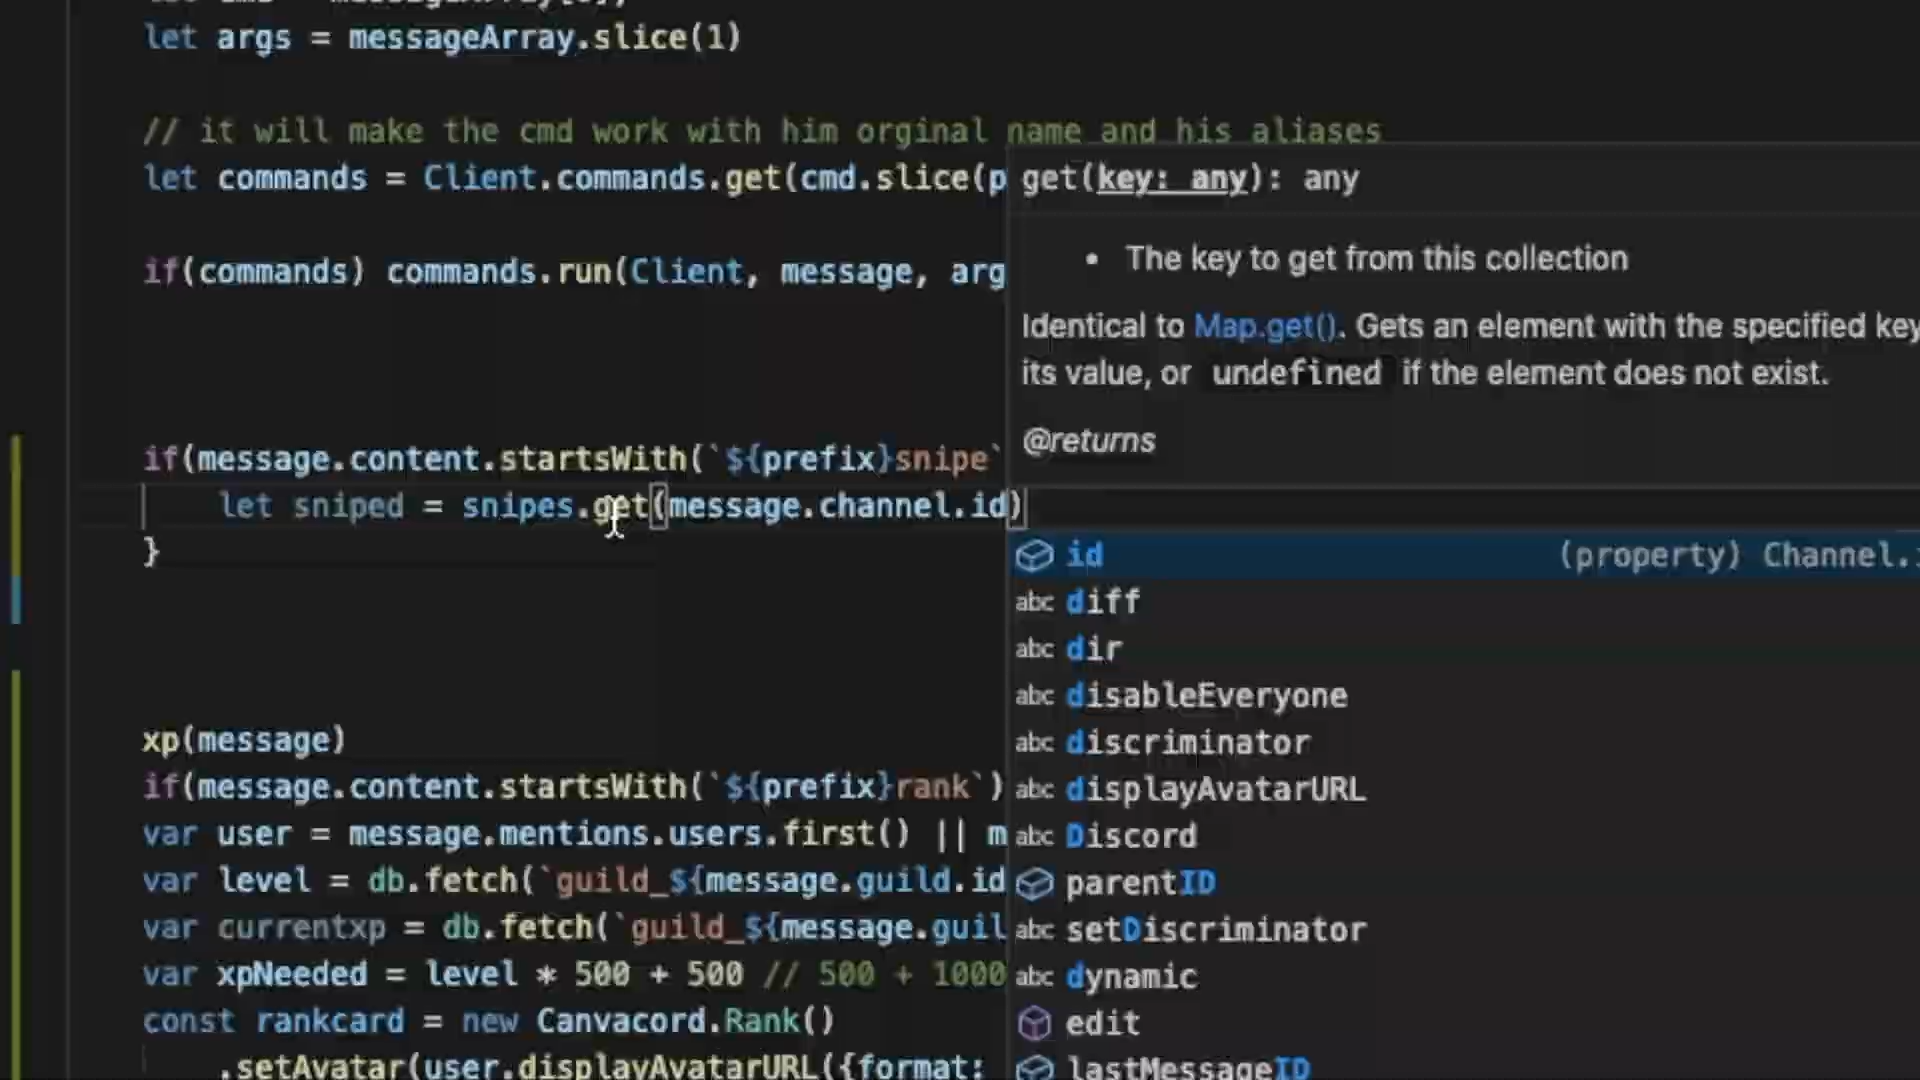 let args = messageArray.slice(1)
// it will make the cmd work with him orginal name and his aliases
let commands = Client.commands.get(cmd.slice(p
get(key: any): any
• The key to get from this collection
if(commands) commands.run(Client, message, arg
Identical to Map.get(). Gets an element with the specified key
its value, or undefined if the element does not exist.
@returns
if(message.content.startsWith(`${prefix}snipe`
let sniped = snipes.get(message.channel.id)
}
id (property) Channel.i
abc diff
abc dir
abc disableEveryone
abc discriminator
abc displayAvatarURL
abc Discord
parentID
abc setDiscriminator
abc dynamic
edit
lastMessageID
xp(message)
if(message.content.startsWith(`${prefix}rank`)
var user = message.mentions.users.first() || m
var level = db.fetch(`guild_${message.guild.id
var currentxp = db.fetch(`guild_${message.guil
var xpNeeded = level * 500 + 500 // 500 + 1000
const rankcard = new Canvacord.Rank()
.setAvatar(user.displayAvatarURL({format: